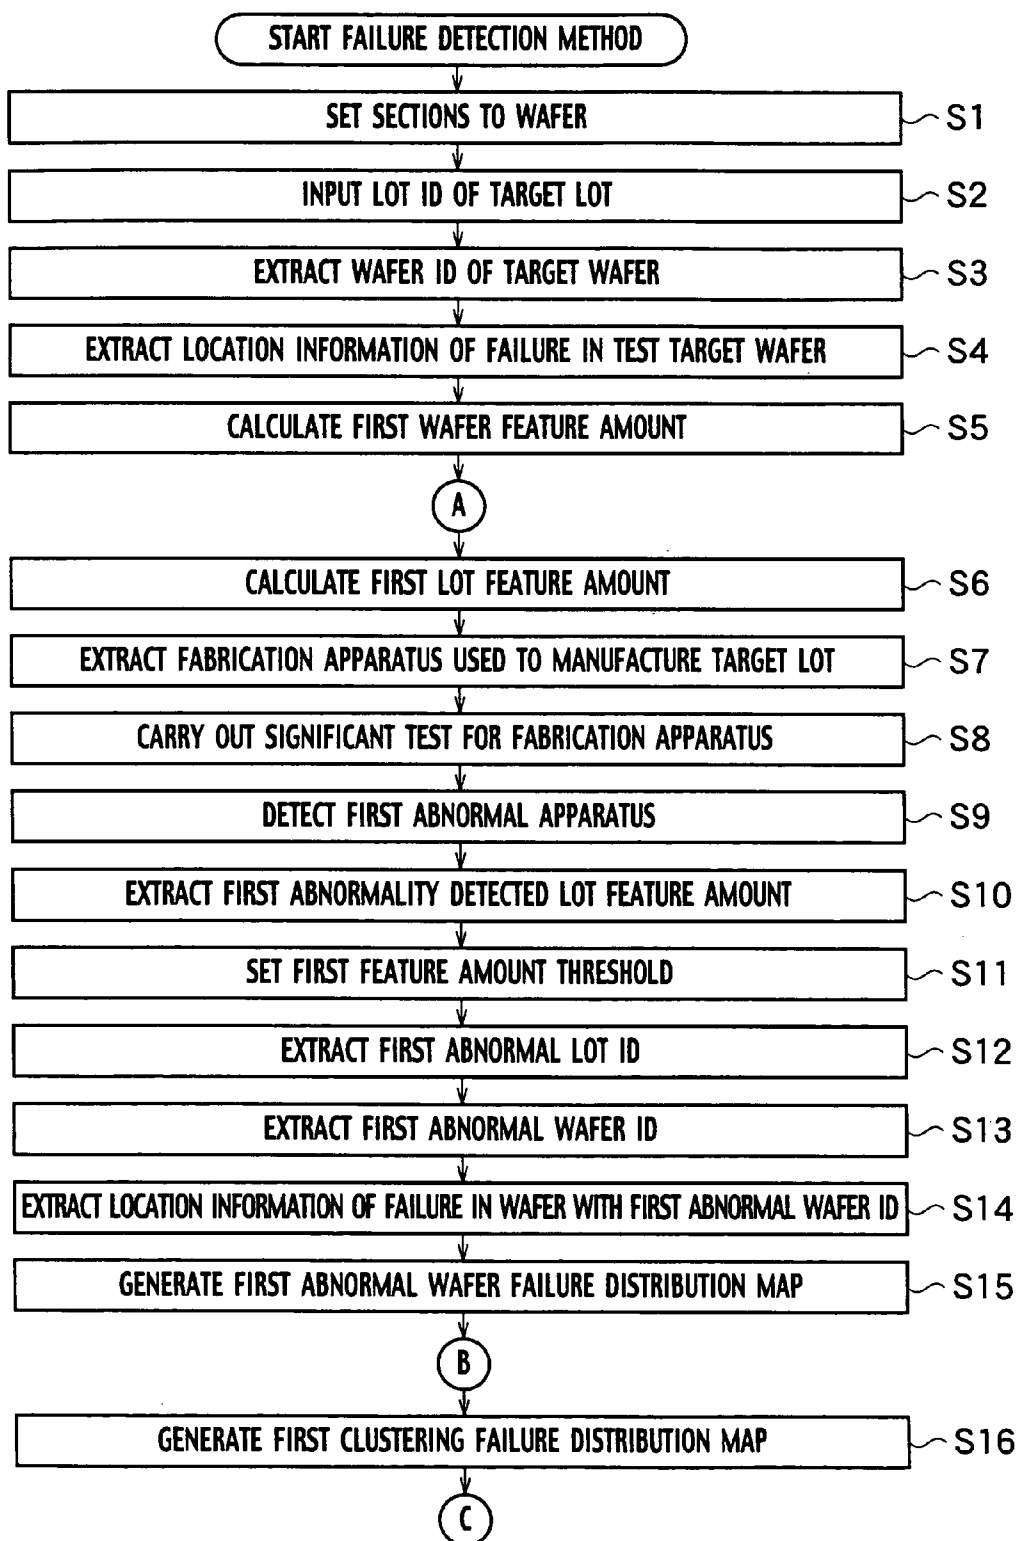 START FAILURE DETECTION METHOD
SET SECTIONS TO WAFER S1
INPUT LOT ID OF TARGET LOT S2
EXTRACT WAFER ID OF TARGET WAFER S3
EXTRACT LOCATION INFORMATION OF FAILURE IN TEST TARGET WAFER S4
CALCULATE FIRST WAFER FEATURE AMOUNT S5
A
CALCULATE FIRST LOT FEATURE AMOUNT S6
EXTRACT FABRICATION APPARATUS USED TO MANUFACTURE TARGET LOT S7
CARRY OUT SIGNIFICANT TEST FOR FABRICATION APPARATUS S8
DETECT FIRST ABNORMAL APPARATUS S9
EXTRACT FIRST ABNORMALITY DETECTED LOT FEATURE AMOUNT S10
SET FIRST FEATURE AMOUNT THRESHOLD S11
EXTRACT FIRST ABNORMAL LOT ID S12
EXTRACT FIRST ABNORMAL WAFER ID S13
EXTRACT LOCATION INFORMATION OF FAILURE IN WAFER WITH FIRST ABNORMAL WAFER ID S14
GENERATE FIRST ABNORMAL WAFER FAILURE DISTRIBUTION MAP S15
B
GENERATE FIRST CLUSTERING FAILURE DISTRIBUTION MAP S16
C